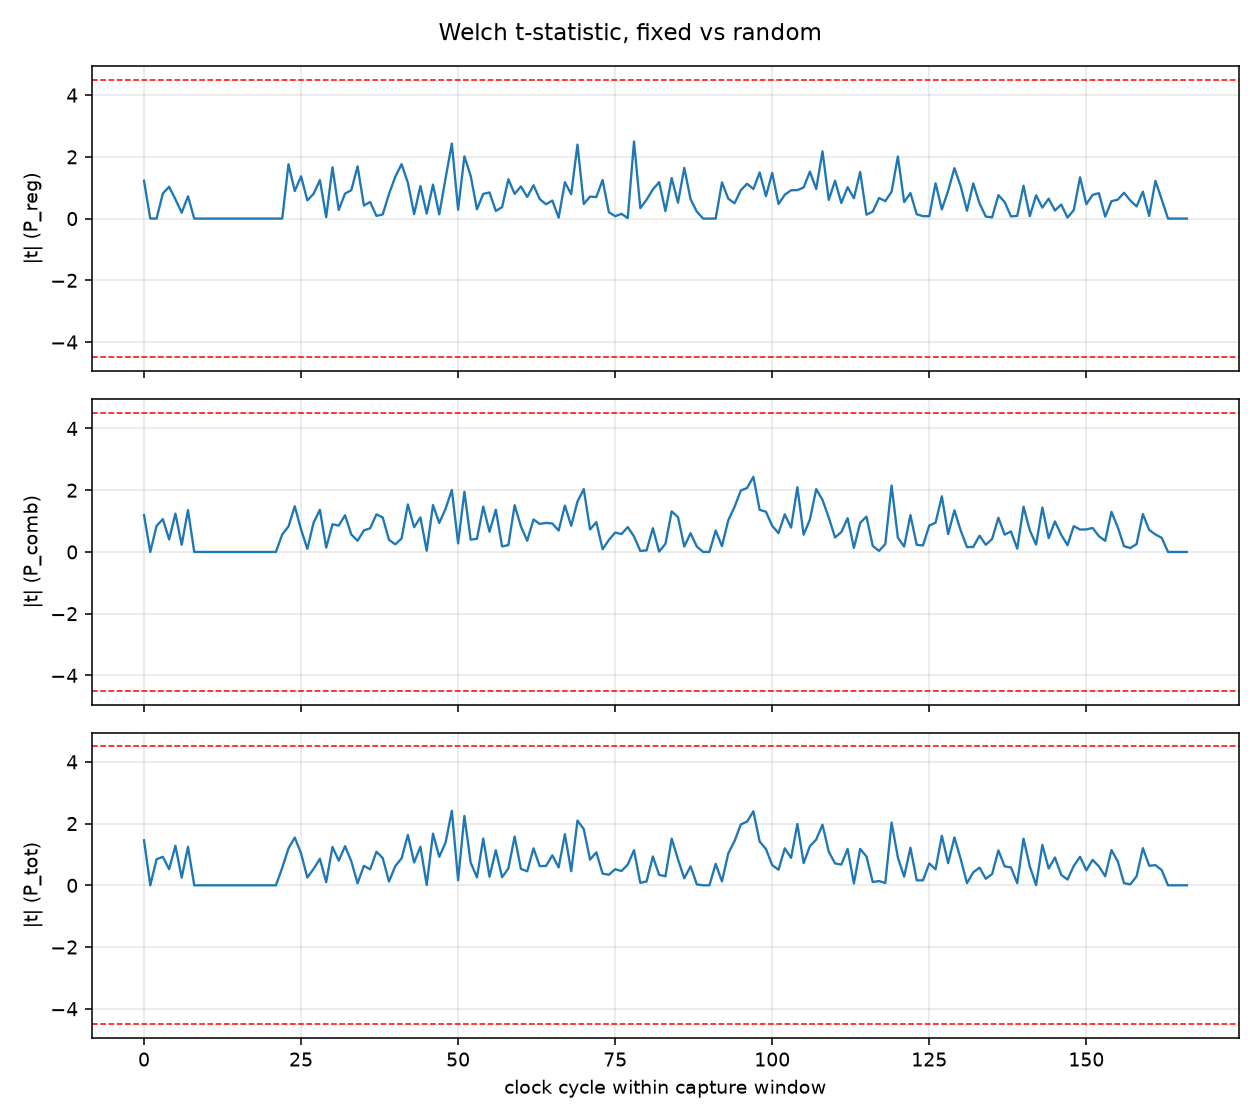 Welch t-statistic, fixed vs random
|t| (P_reg)
4
2
0
−2
−4
|t| (P_comb)
4
2
0
−2
−4
|t| (P_tot)
4
2
0
−2
−4
0 25 50 75 100 125 150
clock cycle within capture window